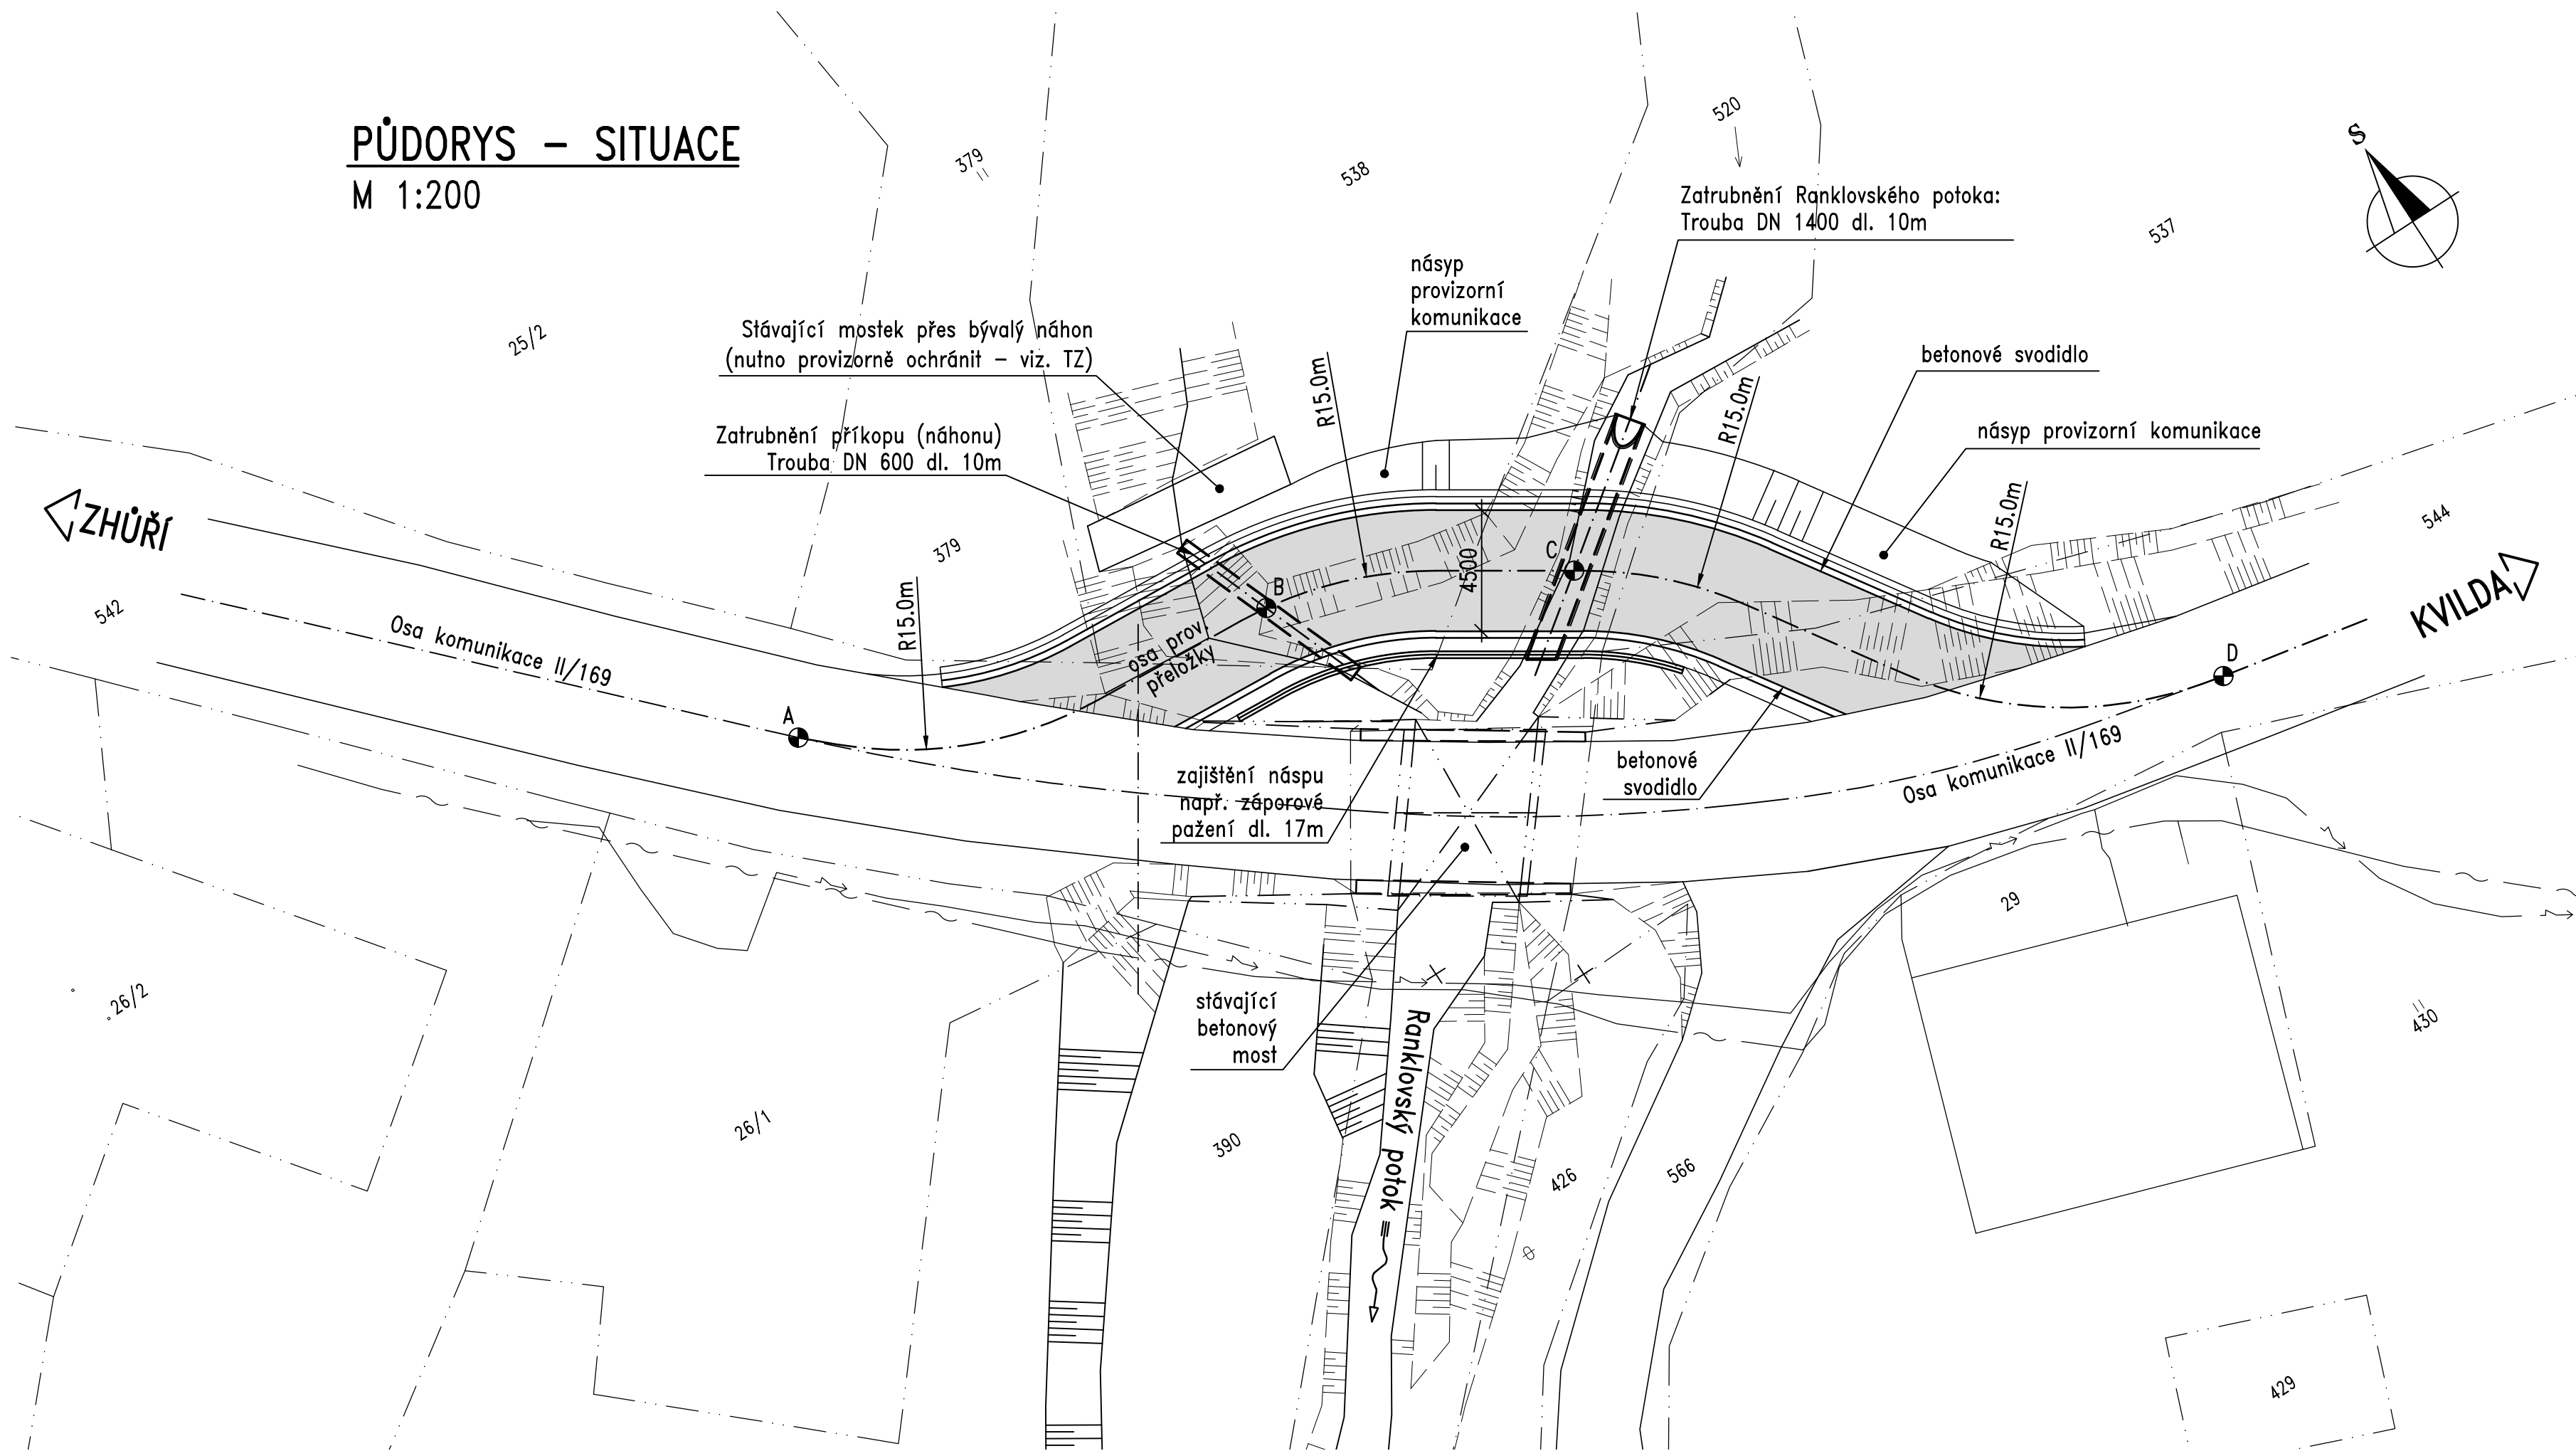 PŮDORYS – SITUACE
M 1:200
379
538
520
S
537
Zatrubnění Ranklovského potoka:
Trouba DN 1400 dl. 10m
násyp
provizorní
komunikace
25/2
Stávající mostek přes bývalý náhon
(nutno provizorně ochránit – viz. TZ)
betonové svodidlo
R15.0m
R15.0m
násyp provizorní komunikace
Zatrubnění příkopu (náhonu)
Trouba DN 600 dl. 10m
ZHŮŘÍ
R15.0m
544
379
C
4500
KVILDA
B
542
R15.0m
Osa komunikace II/169
osa prov.
přeložky
D
A
betonové
svodidlo
zajištění náspu
např. záporové
pažení dl. 17m
Osa komunikace II/169
29
26/2
stávající
betonový
most
Ranklovský potok
430
26/1
390
426
566
429